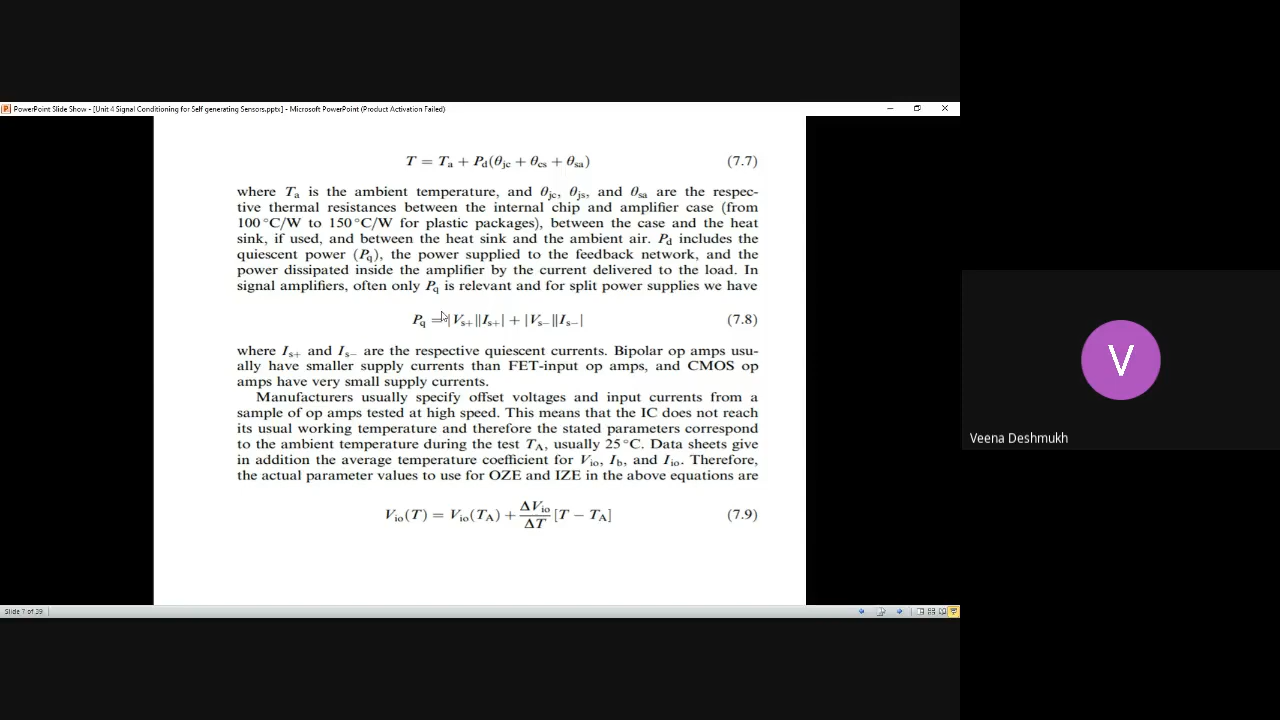 PowerPoint Slide Show - [Unit 4 Signal Conditioning for Self generating Sensors.pptx] - Microsoft PowerPoint (Product Activation Failed)
T = Ta + Pd(θjc + θcs + θsa) (7.7)
where Ta is the ambient temperature, and θjc, θjs, and θsa are the respec-
tive thermal resistances between the internal chip and amplifier case (from
100 °C/W to 150 °C/W for plastic packages), between the case and the heat
sink, if used, and between the heat sink and the ambient air. Pd includes the
quiescent power (Pq), the power supplied to the feedback network, and the
power dissipated inside the amplifier by the current delivered to the load. In
signal amplifiers, often only Pq is relevant and for split power supplies we have
Pq = |Vs+||Is+| + |Vs−||Is−| (7.8)
where Is+ and Is− are the respective quiescent currents. Bipolar op amps usu-
ally have smaller supply currents than FET-input op amps, and CMOS op
amps have very small supply currents.
Manufacturers usually specify offset voltages and input currents from a
sample of op amps tested at high speed. This means that the IC does not reach
its usual working temperature and therefore the stated parameters correspond
to the ambient temperature during the test TA, usually 25 °C. Data sheets give
in addition the average temperature coefficient for Vio, Ib, and Iio. Therefore,
the actual parameter values to use for OZE and IZE in the above equations are
Vio(T) = Vio(TA) + ΔVio/ΔT [T − TA] (7.9)
Slide 7 of 39
V
Veena Deshmukh